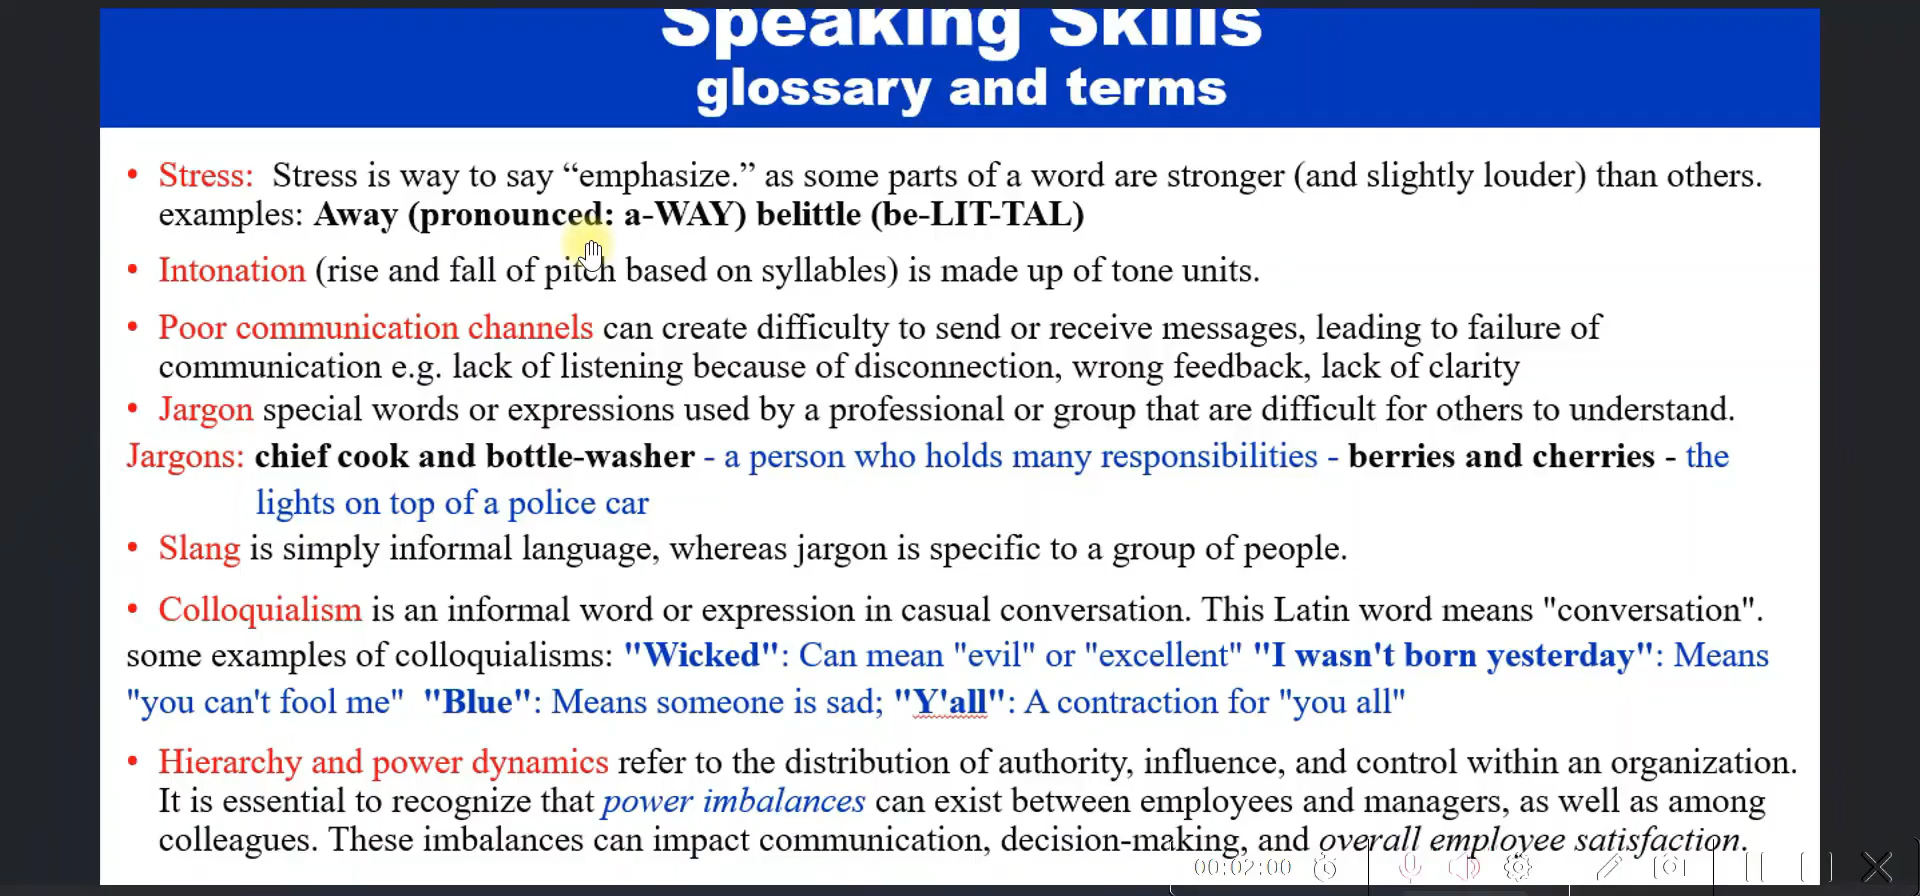 Speaking Skills
glossary and terms
• Stress: Stress is way to say “emphasize.” as some parts of a word are stronger (and slightly louder) than others.
examples: Away (pronounced: a-WAY) belittle (be-LIT-TAL)
• Intonation (rise and fall of pitch based on syllables) is made up of tone units.
• Poor communication channels can create difficulty to send or receive messages, leading to failure of
communication e.g. lack of listening because of disconnection, wrong feedback, lack of clarity
• Jargon special words or expressions used by a professional or group that are difficult for others to understand.
Jargons: chief cook and bottle-washer - a person who holds many responsibilities - berries and cherries - the
lights on top of a police car
• Slang is simply informal language, whereas jargon is specific to a group of people.
• Colloquialism is an informal word or expression in casual conversation. This Latin word means "conversation".
some examples of colloquialisms: "Wicked": Can mean "evil" or "excellent" "I wasn't born yesterday": Means
"you can't fool me" "Blue": Means someone is sad; "Y'all": A contraction for "you all"
• Hierarchy and power dynamics refer to the distribution of authority, influence, and control within an organization.
It is essential to recognize that power imbalances can exist between employees and managers, as well as among
colleagues. These imbalances can impact communication, decision-making, and overall employee satisfaction.
00:02:00